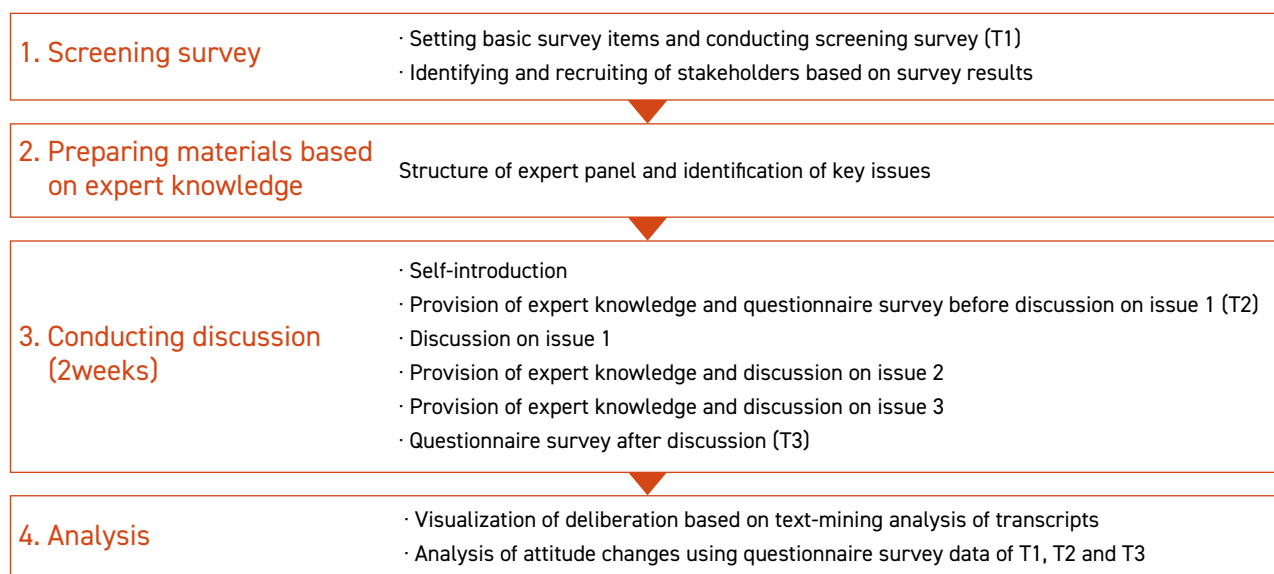 1. Screening survey
· Setting basic survey items and conducting screening survey (T1)
· Identifying and recruiting of stakeholders based on survey results
2. Preparing materials based
on expert knowledge
Structure of expert panel and identification of key issues
3. Conducting discussion
(2weeks)
· Self-introduction
· Provision of expert knowledge and questionnaire survey before discussion on issue 1 (T2)
· Discussion on issue 1
· Provision of expert knowledge and discussion on issue 2
· Provision of expert knowledge and discussion on issue 3
· Questionnaire survey after discussion (T3)
4. Analysis
· Visualization of deliberation based on text-mining analysis of transcripts
· Analysis of attitude changes using questionnaire survey data of T1, T2 and T3